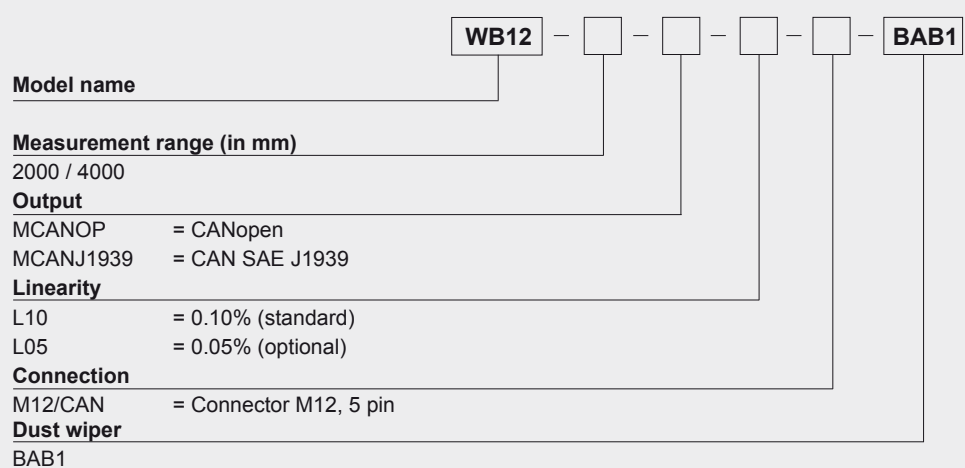 WB12 – – – – – BAB1
Model name
Measurement range (in mm)
2000 / 4000
Output
MCANOP = CANopen
MCANJ1939 = CAN SAE J1939
Linearity
L10 = 0.10% (standard)
L05 = 0.05% (optional)
Connection
M12/CAN = Connector M12, 5 pin
Dust wiper
BAB1